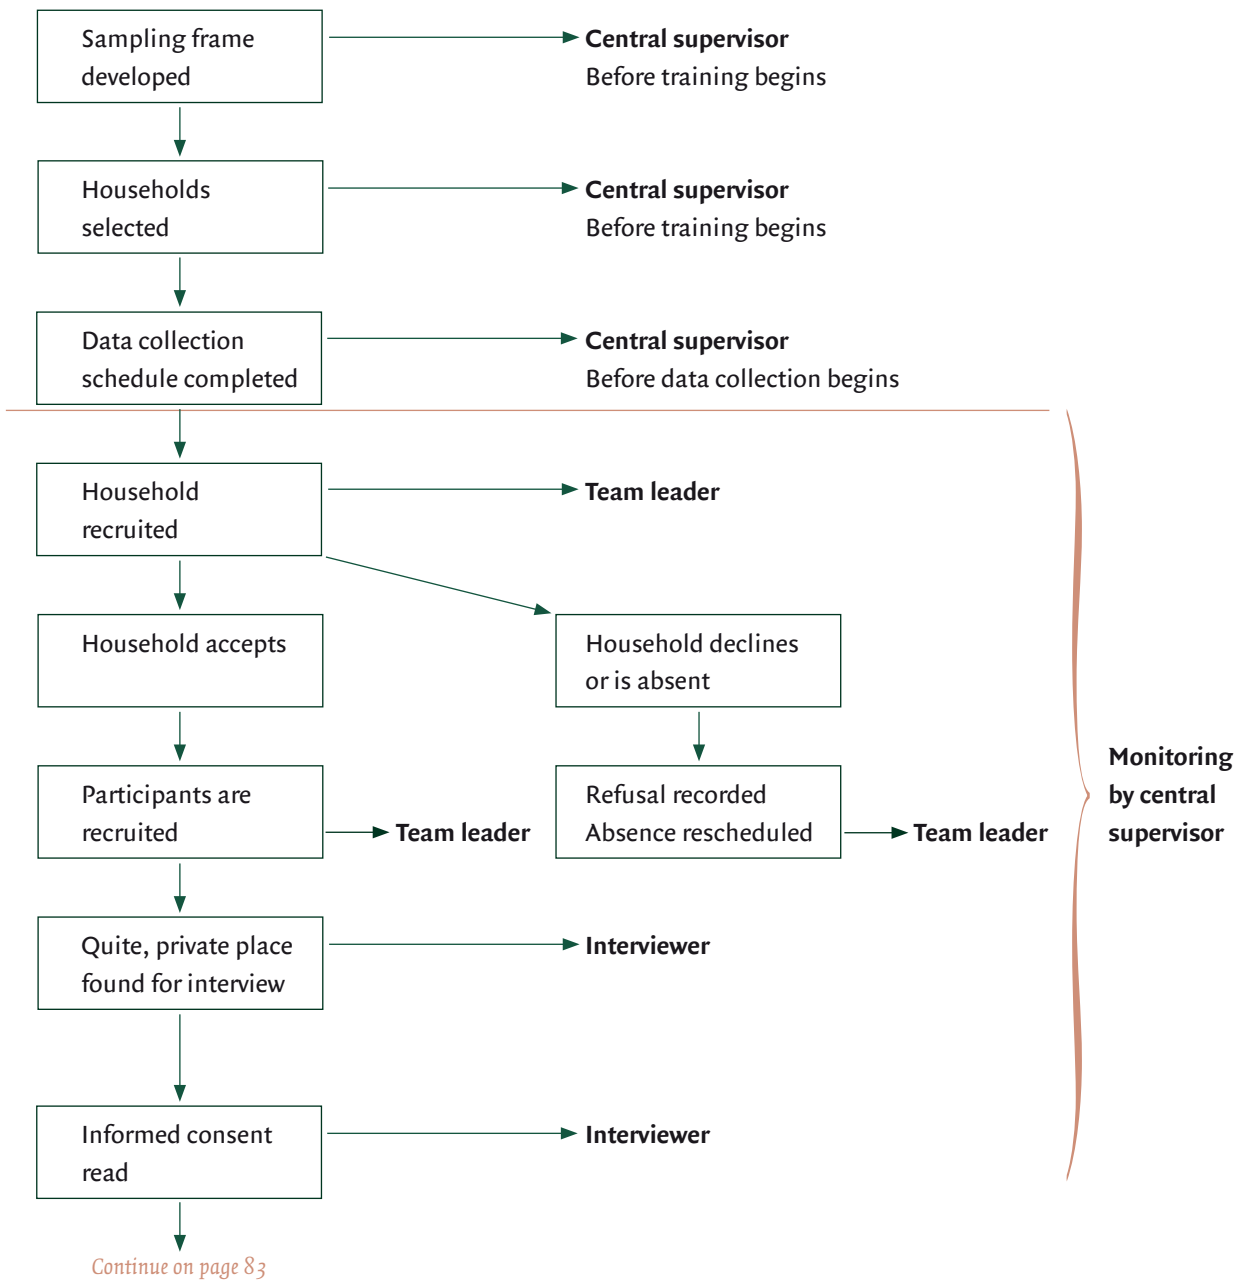 Sampling frame
developed
Central supervisor
Before training begins
Households
selected
Central supervisor
Before training begins
Data collection
schedule completed
Central supervisor
Before data collection begins
Household
recruited
Team leader
Household accepts
Household declines
or is absent
Participants are
recruited
Team leader
Refusal recorded
Absence rescheduled
Team leader
Monitoring
by central
supervisor
Quite, private place
found for interview
Interviewer
Informed consent
read
Interviewer
Continue on page 83